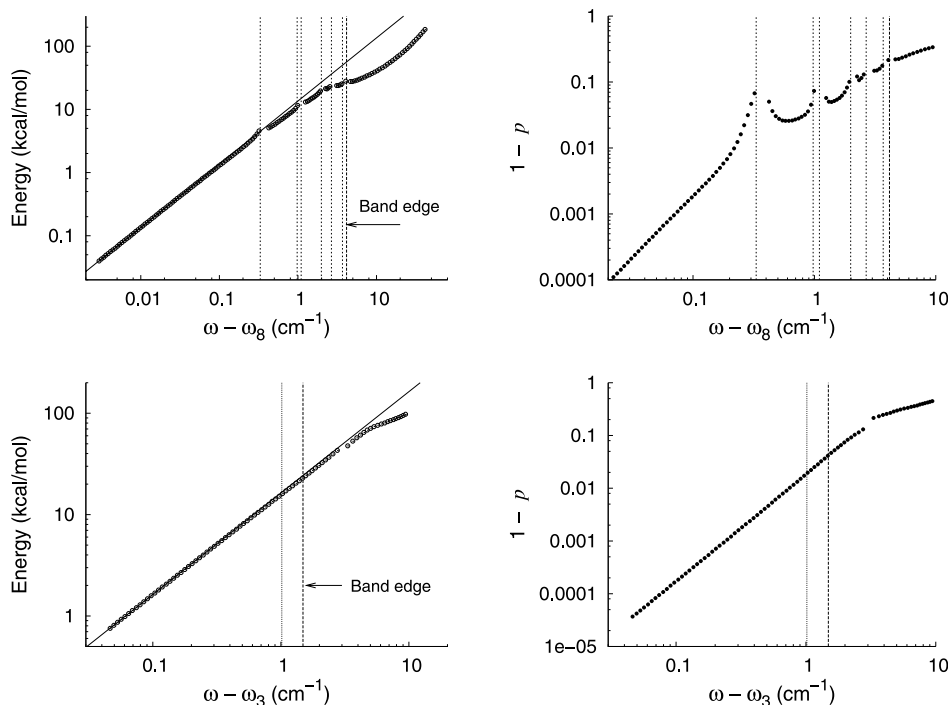 Energy (kcal/mol)
100
10
1
0.1
0.01
0.1
1
10
Band edge
ω − ω₈ (cm⁻¹)
1 − p
1
0.1
0.01
0.001
0.0001
0.1
1
10
ω − ω₈ (cm⁻¹)
Energy (kcal/mol)
100
10
1
0.1
1
10
Band edge
ω − ω₃ (cm⁻¹)
1 − p
1
0.1
0.01
0.0001
0.0001
1e-05
0.1
1
10
ω − ω₃ (cm⁻¹)